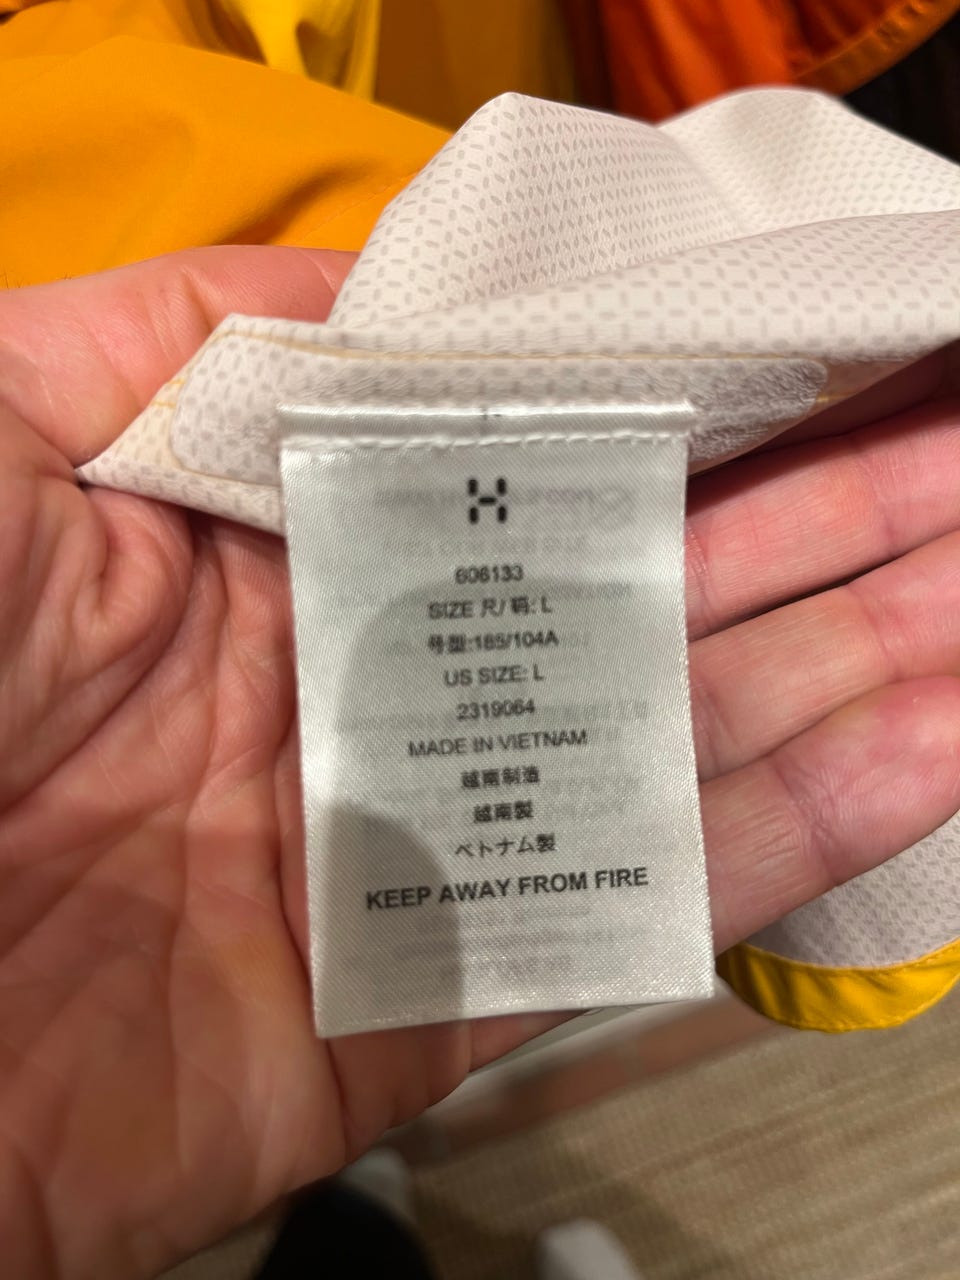 606133
SIZE 尺/ 码: L
号型:185/104A
US SIZE: L
2319064
MADE IN VIETNAM
越南制造
越南製
ベトナム製
KEEP AWAY FROM FIRE